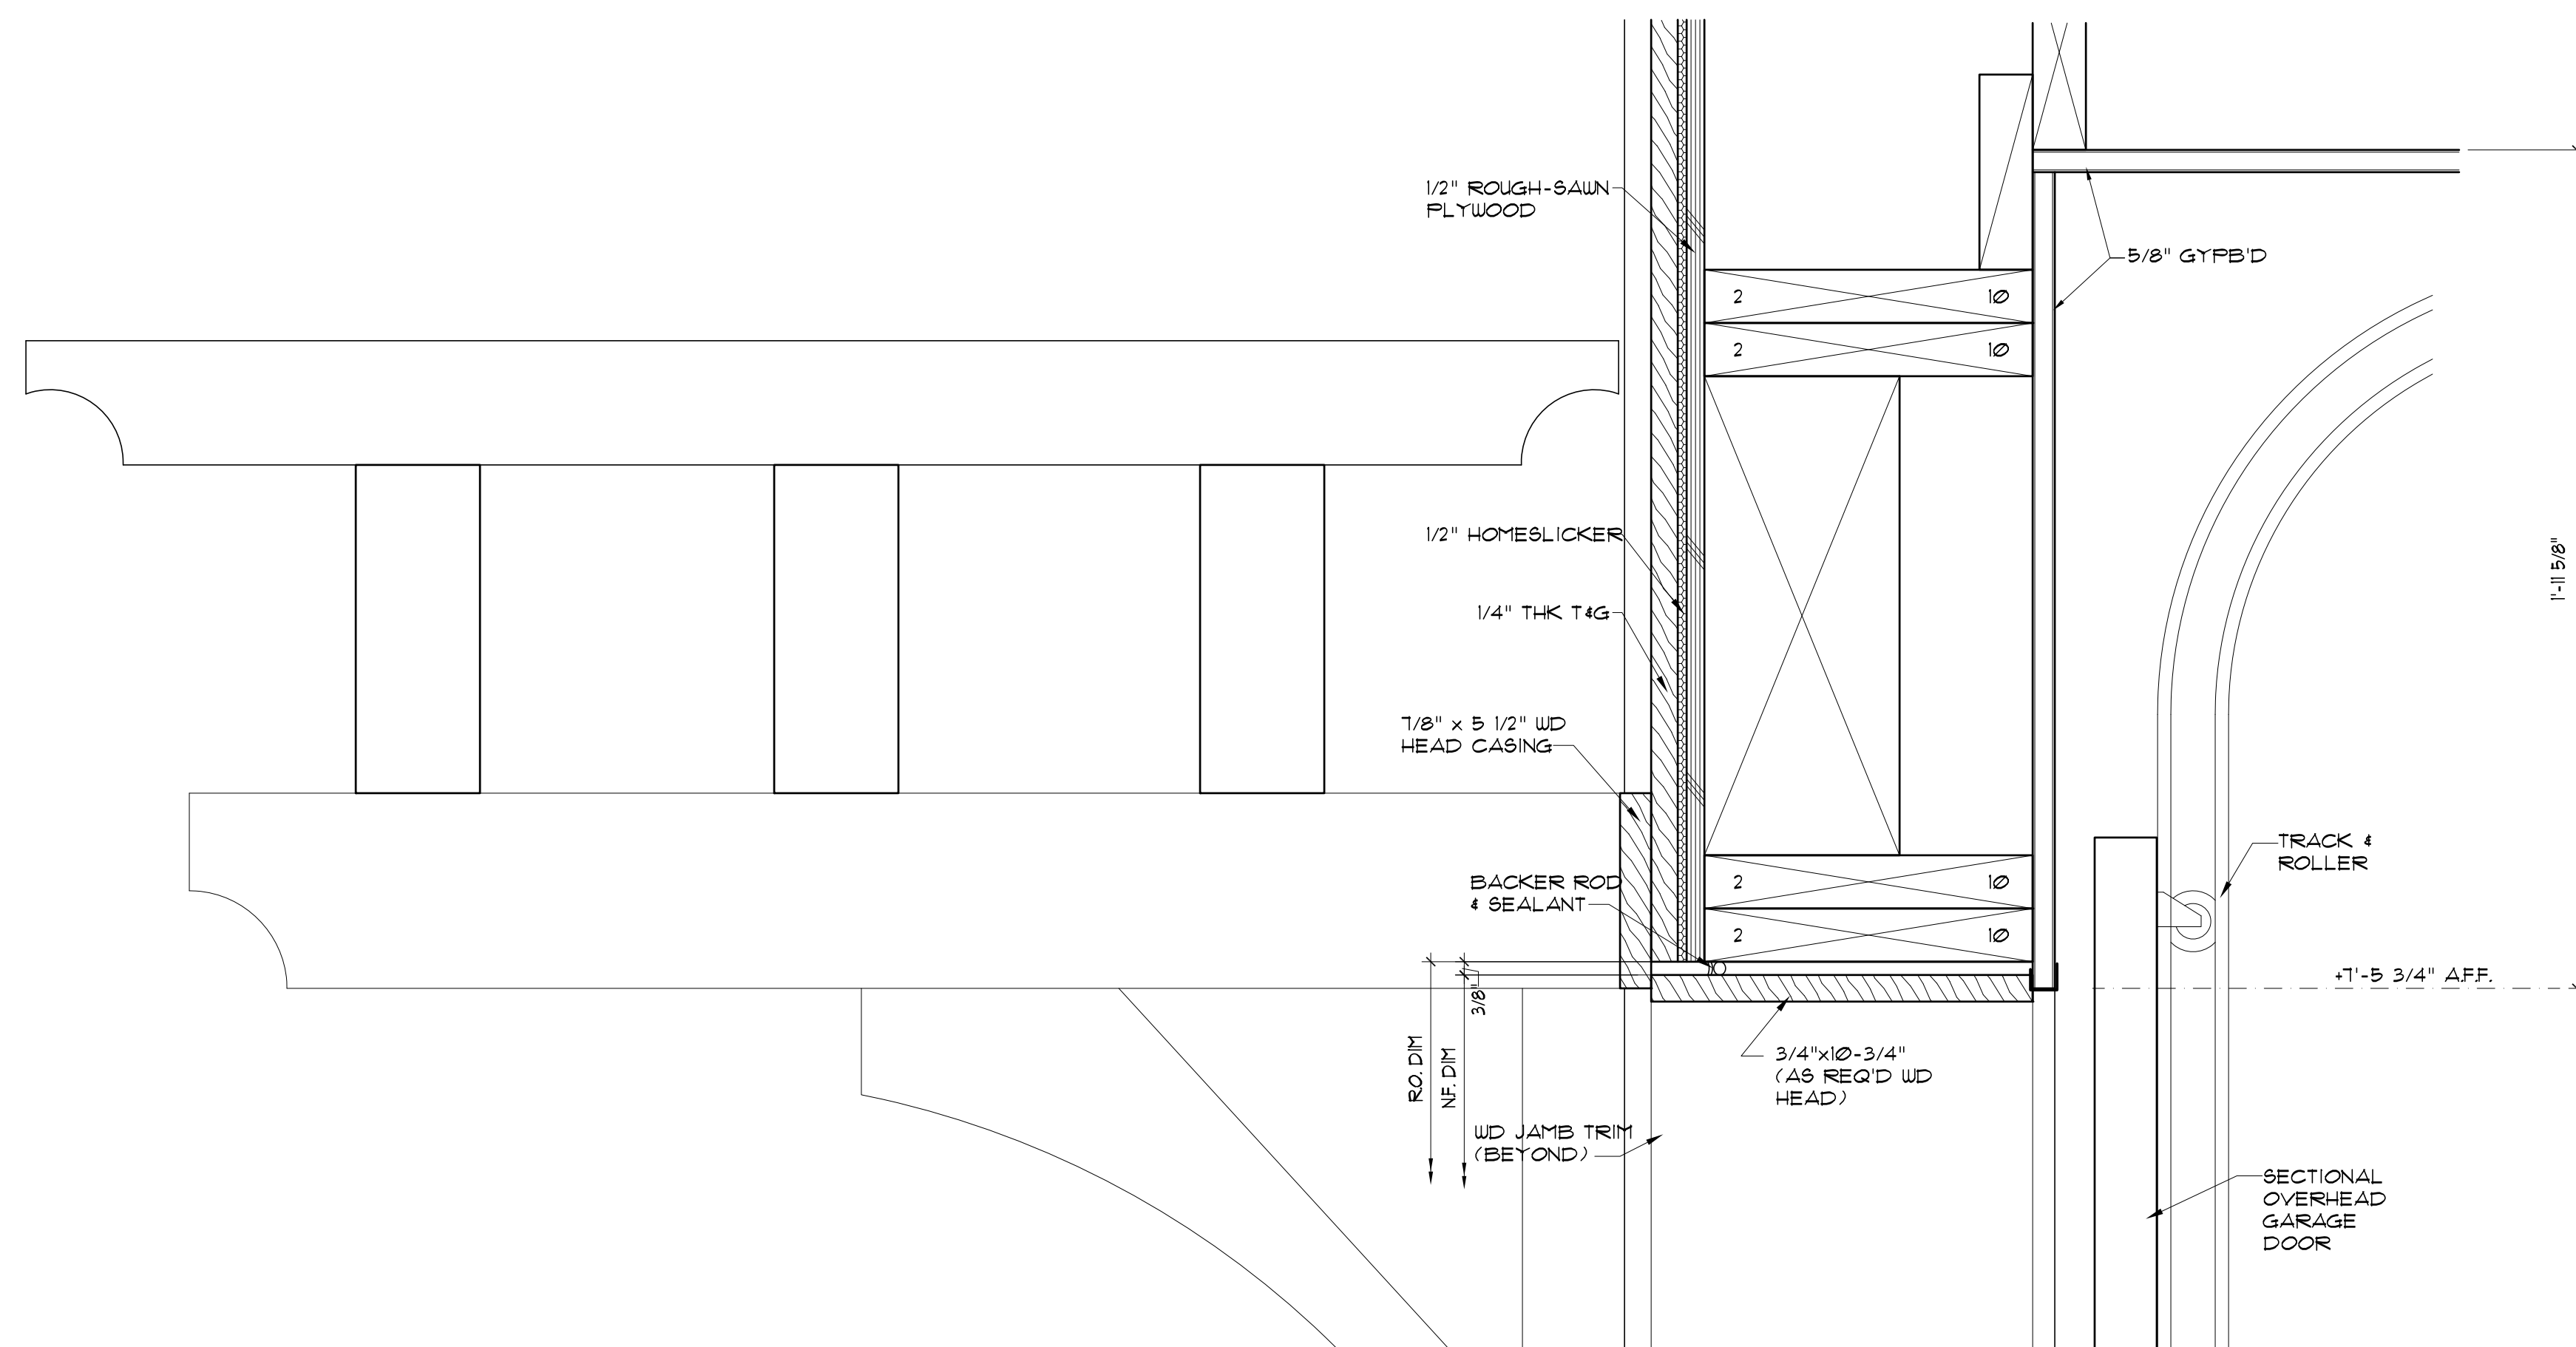 1/2" ROUGH-SAWN
PLYWOOD
5/8" GYPB'D
2 10
2 10
1/2" HOMESLICKER
1'-11 5/8"
1/4" THK T&G
7/8" x 5 1/2" WD
HEAD CASING
TRACK &
ROLLER
BACKER ROD
& SEALANT
2 10
2 10
+7'-5 3/4" A.F.F.
3/8"
R.O. DIM
N.F. DIM
3/4"x10-3/4"
(AS REQ'D WD
HEAD)
WD JAMB TRIM
(BEYOND)
SECTIONAL
OVERHEAD
GARAGE
DOOR